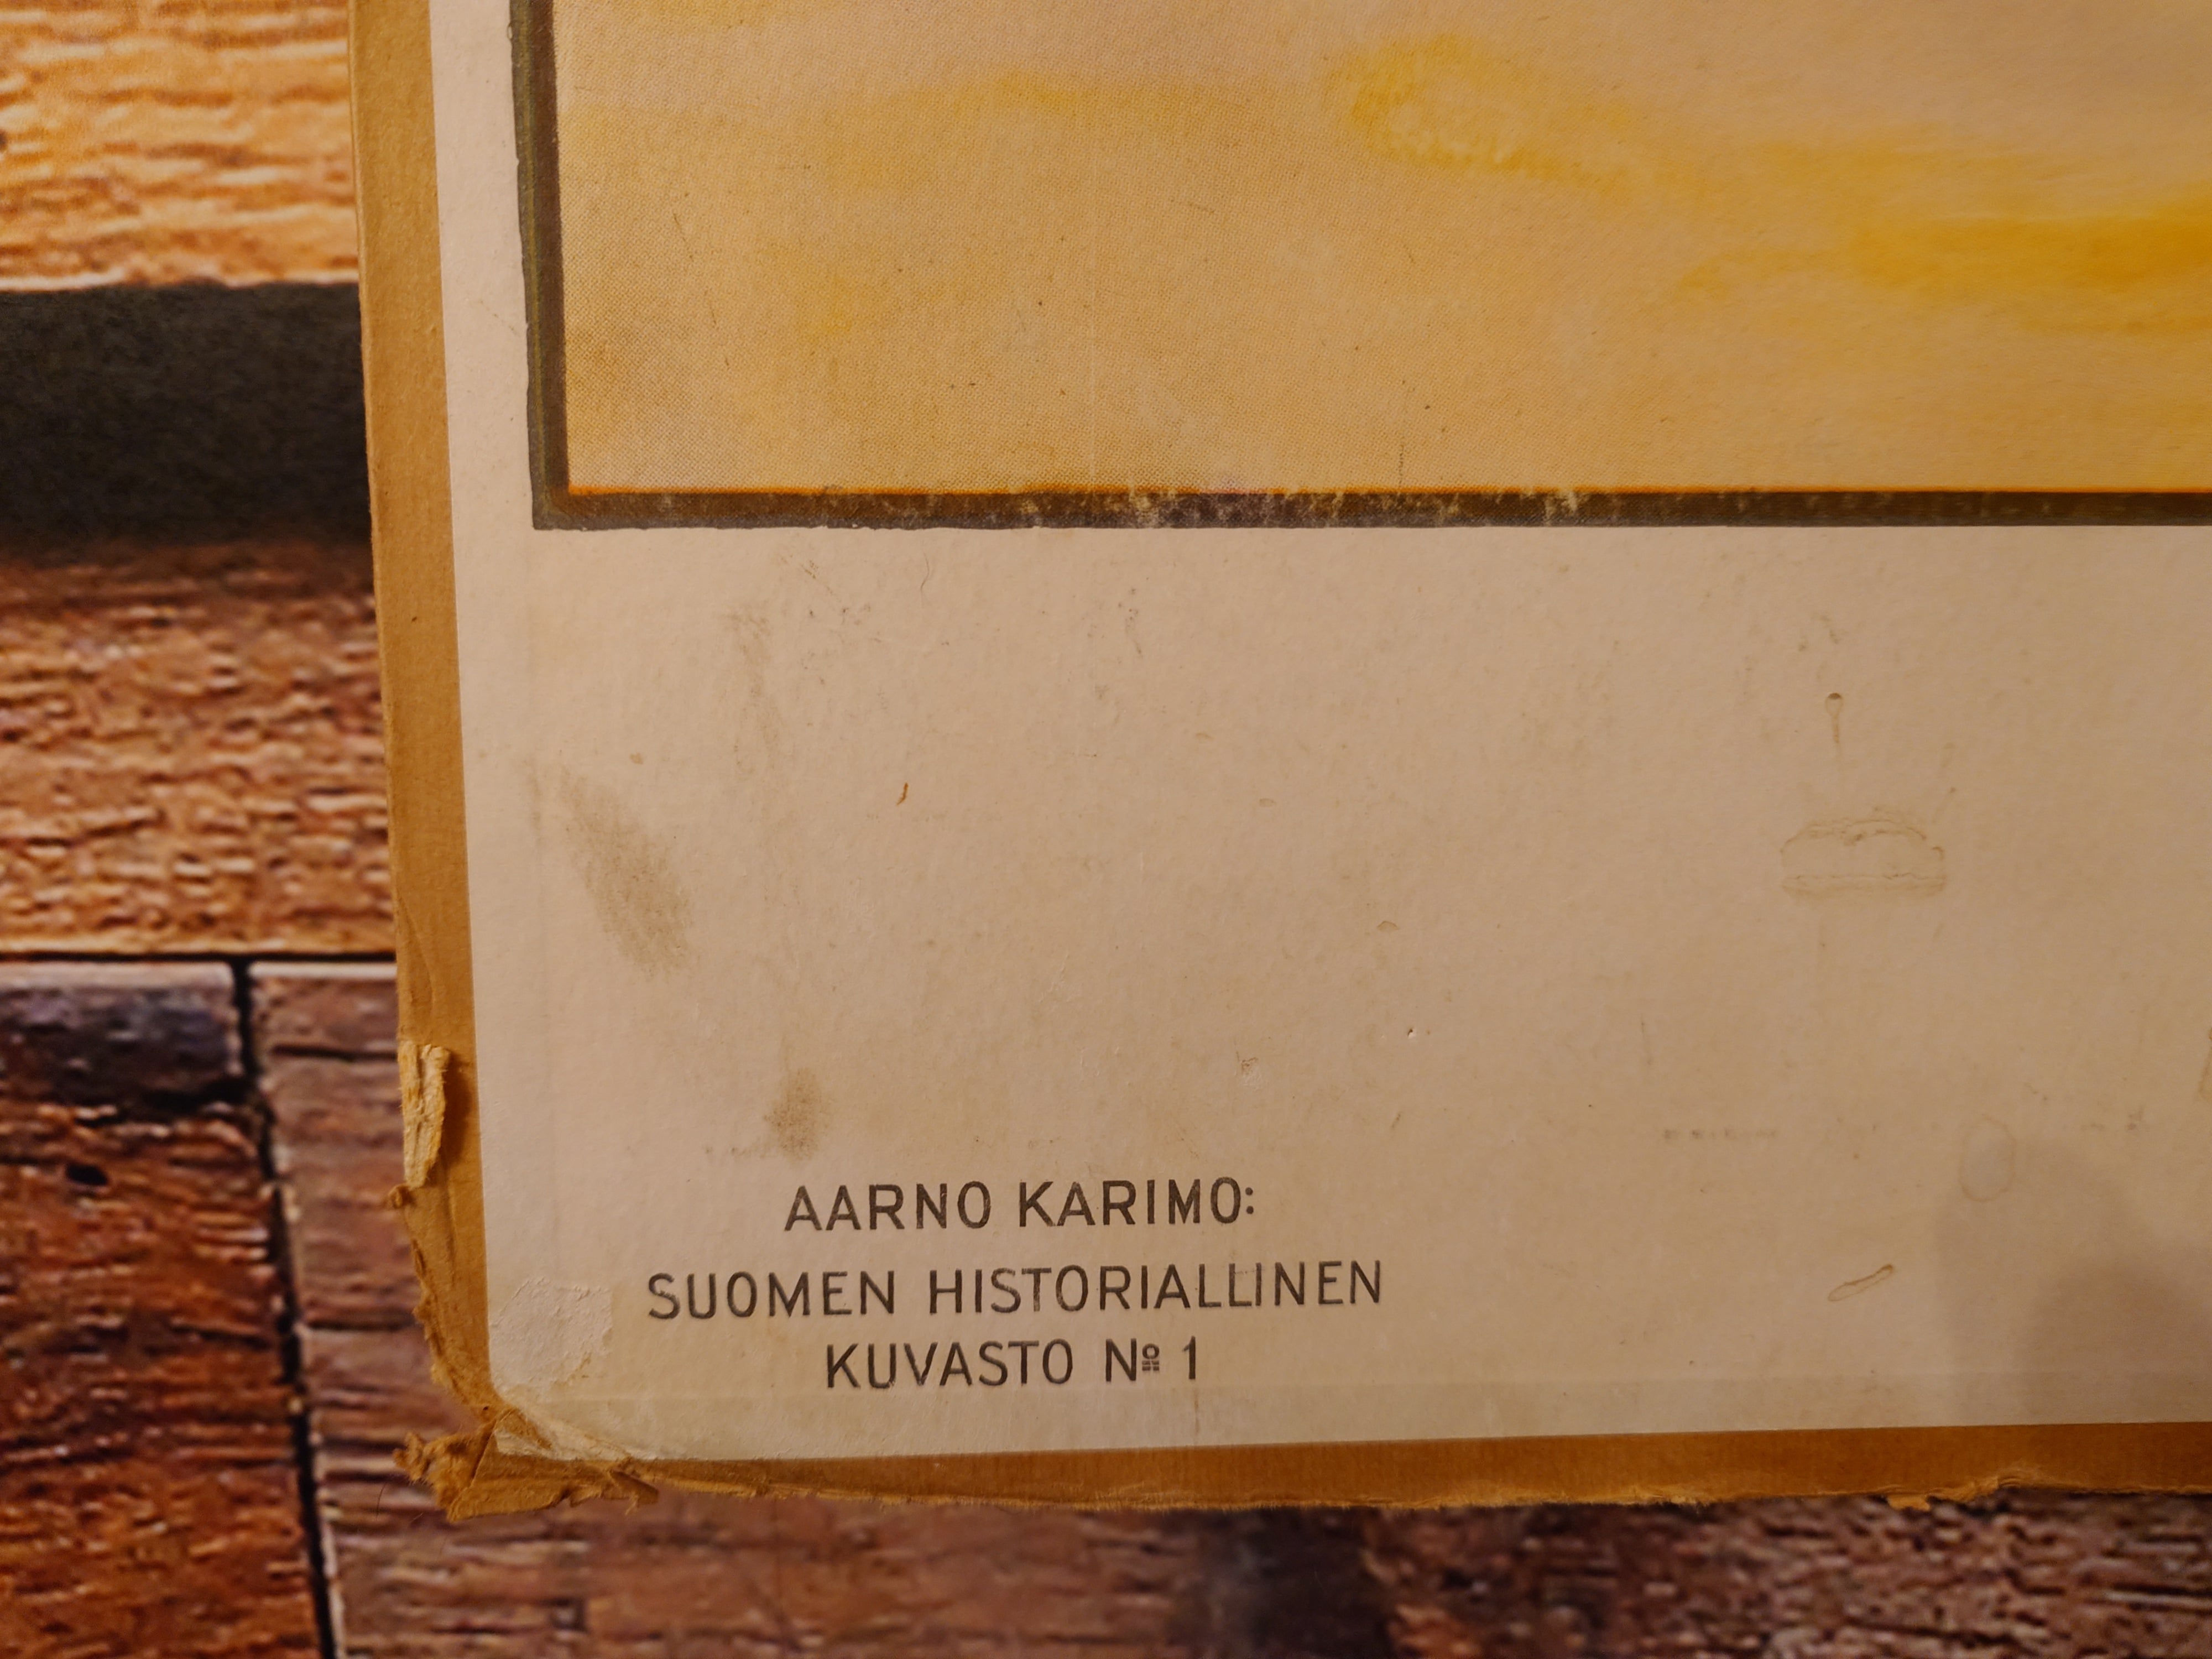 AARNO KARIMO:
SUOMEN HISTORIALLINEN
KUVASTO Nº 1